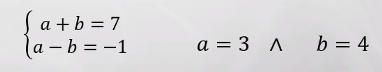 a + b = 7
a − b = −1
a = 3 ∧ b = 4